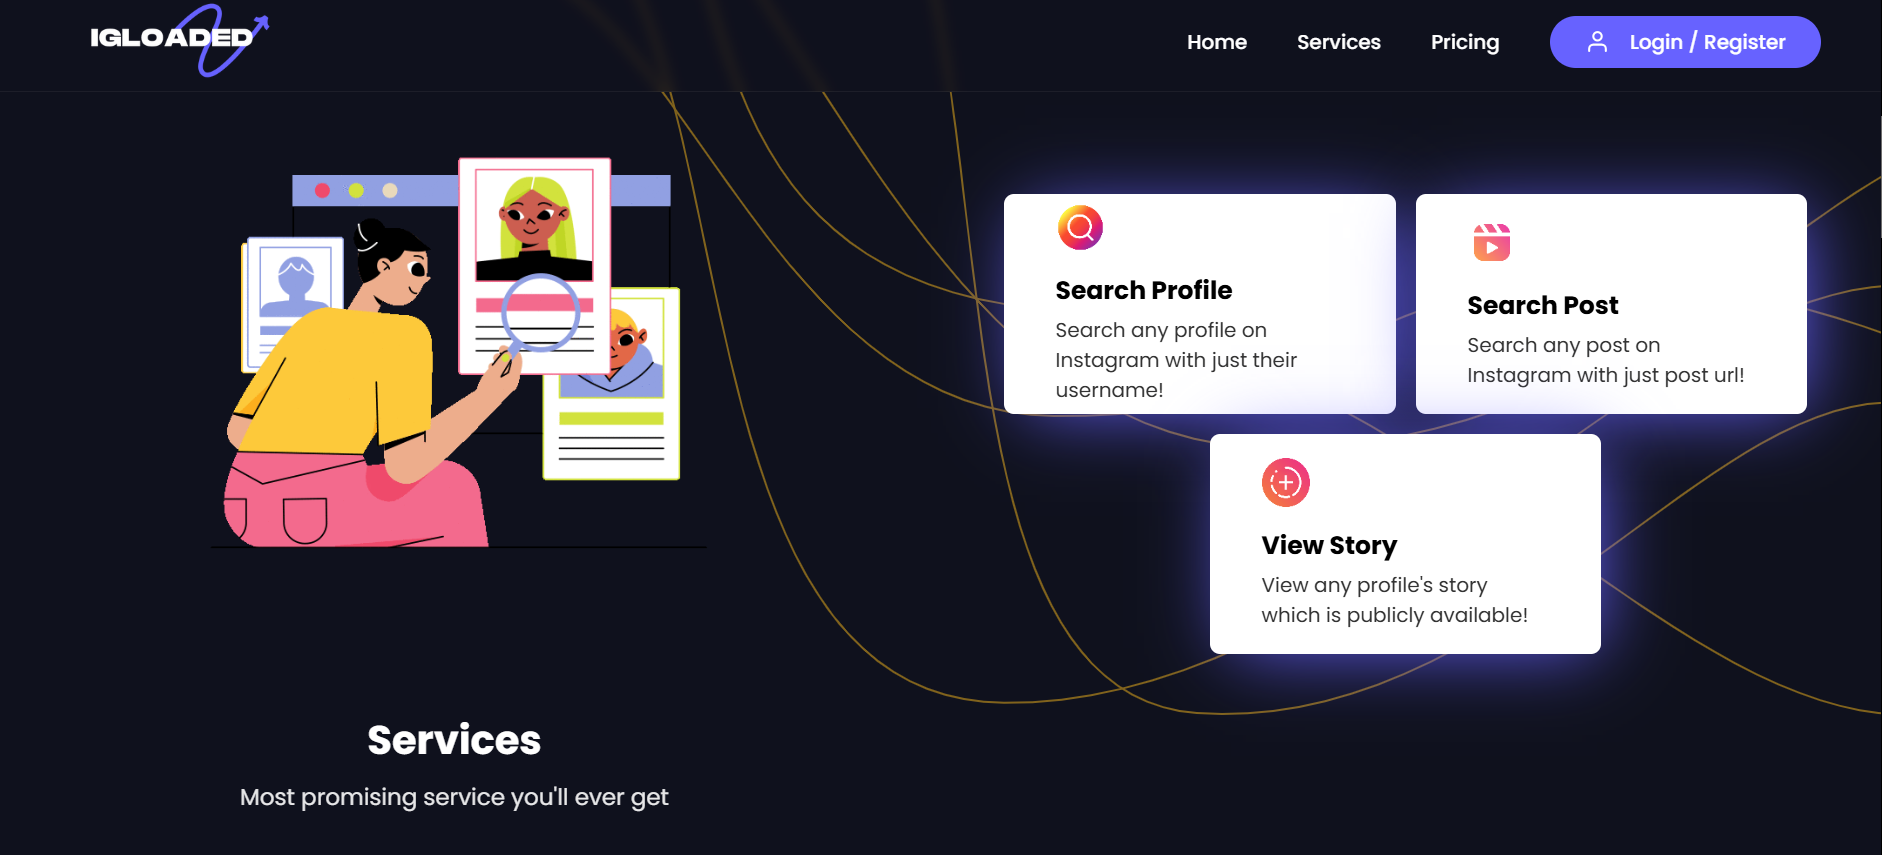 IGLOADED
Home
Services
Pricing
Login / Register
Search Profile
Search any profile on
Instagram with just their
username!
Search Post
Search any post on
Instagram with just post url!
View Story
View any profile's story
which is publicly available!
Services
Most promising service you'll ever get